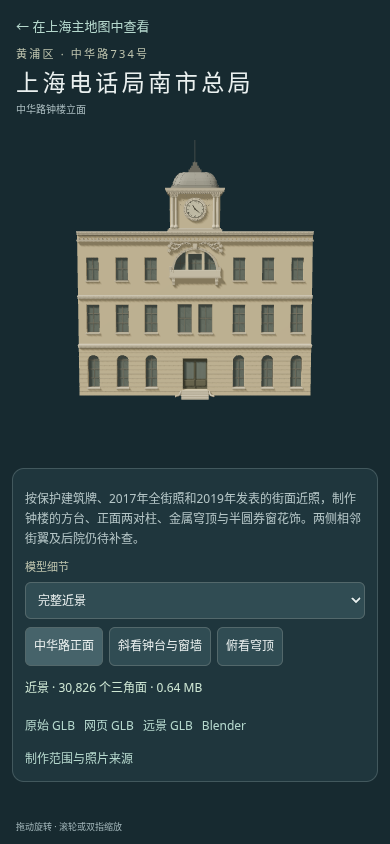 ← 在上海主地图中查看
黄浦区 · 中华路734号
上海电话局南市总局
中华路钟楼立面
按保护建筑牌、2017年全街照和2019年发表的街面近照，制作
钟楼的方台、正面两对柱、金属穹顶与半圆券窗花饰。两侧相邻
街翼及后院仍待补查。
模型细节
完整近景
中华路正面 斜看钟台与窗墙 俯看穹顶
近景 · 30,826 个三角面 · 0.64 MB
原始 GLB 网页 GLB 远景 GLB Blender
制作范围与照片来源
拖动旋转 · 滚轮或双指缩放